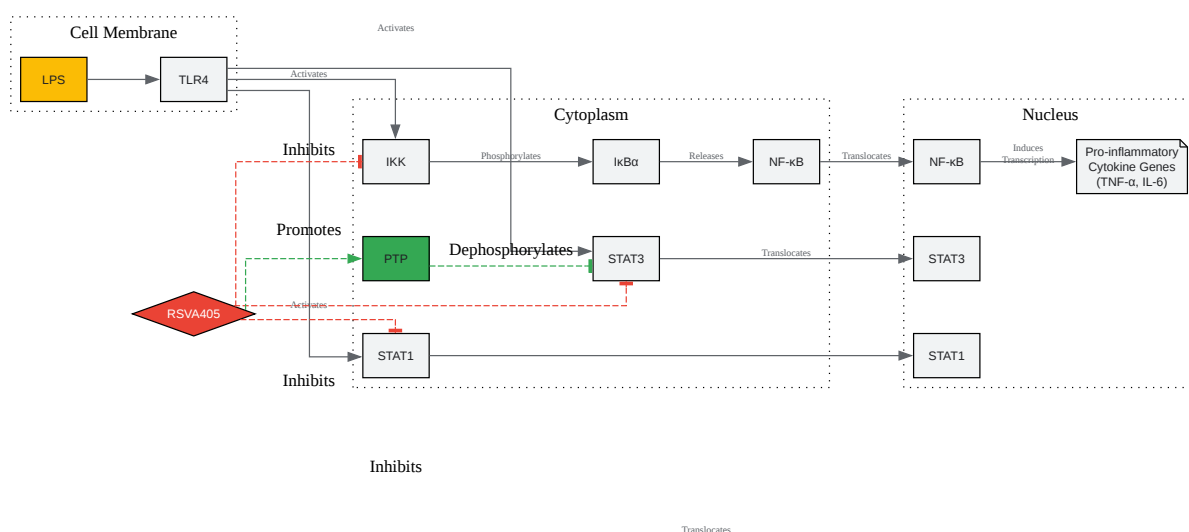 Activates
Cell Membrane
LPS
TLR4
Activates
Cytoplasm
Nucleus
Inhibits
IKK
Phosphorylates
IκBα
Releases
NF-κB
Translocates
NF-κB
Induces
Transcription
Pro-inflammatory
Cytokine Genes
(TNF-α, IL-6)
Promotes
PTP
Dephosphorylates
STAT3
Translocates
STAT3
RSVA405
Activates
STAT1
STAT1
Inhibits
Inhibits
Translocates